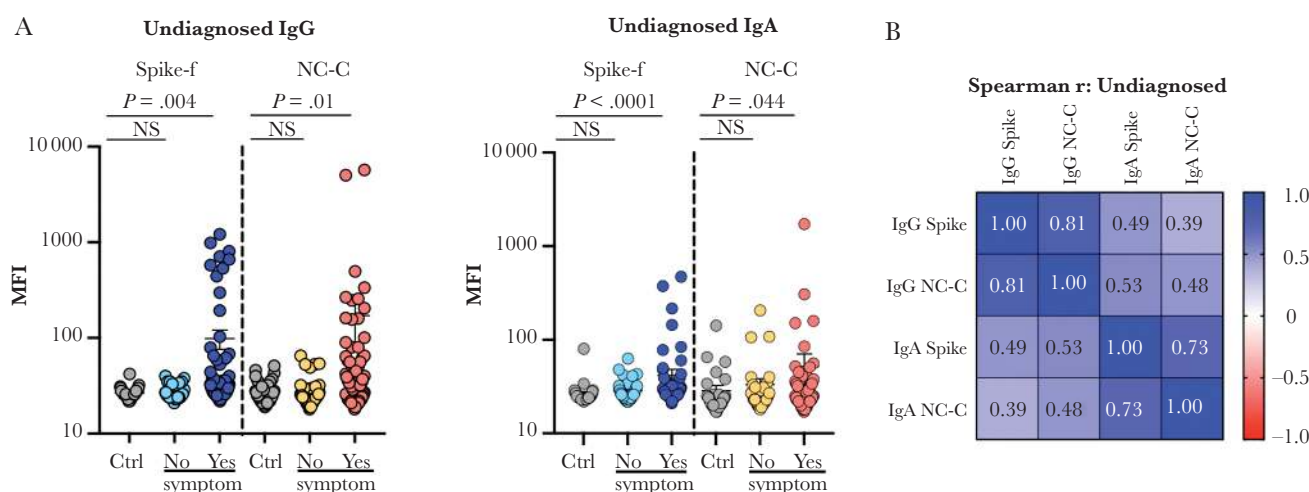 A
Undiagnosed IgG
Spike-f
NC-C
P = .004
P = .01
NS
NS
MFI
10 000
1000
100
10
Ctrl
No
Yes
Ctrl
No
Yes
symptom
symptom
Undiagnosed IgA
Spike-f
NC-C
P < .0001
P = .044
NS
NS
MFI
10 000
1000
100
10
Ctrl
No
Yes
Ctrl
No
Yes
symptom
symptom
B
Spearman r: Undiagnosed
IgG Spike
IgG NC-C
IgA Spike
IgA NC-C
IgG Spike 1.00 0.81 0.49 0.39
IgG NC-C 0.81 1.00 0.53 0.48
IgA Spike 0.49 0.53 1.00 0.73
IgA NC-C 0.39 0.48 0.73 1.00
1.0
0.5
0
−0.5
−1.0